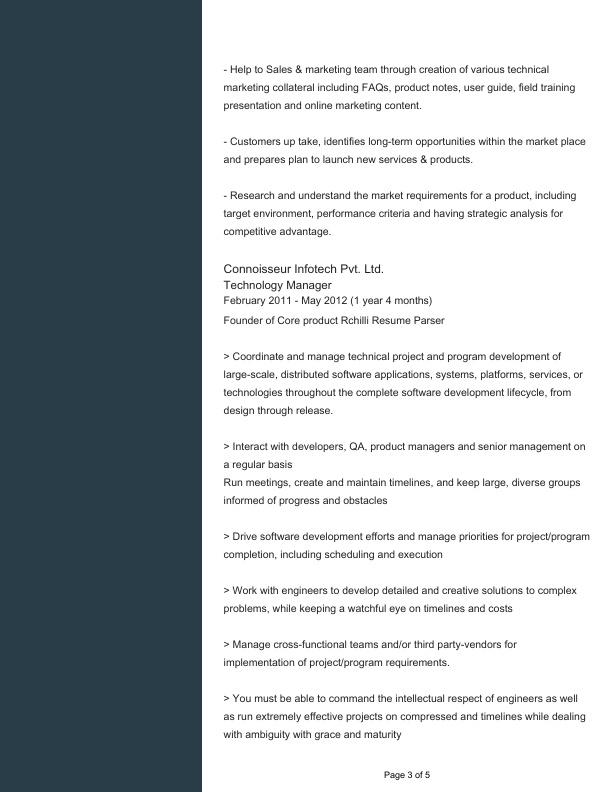 - Help to Sales & marketing team through creation of various technical
marketing collateral including FAQs, product notes, user guide, field training
presentation and online marketing content.
- Customers up take, identifies long-term opportunities within the market place
and prepares plan to launch new services & products.
- Research and understand the market requirements for a product, including
target environment, performance criteria and having strategic analysis for
competitive advantage.
Connoisseur Infotech Pvt. Ltd.
Technology Manager
February 2011 - May 2012 (1 year 4 months)
Founder of Core product Rchilli Resume Parser
> Coordinate and manage technical project and program development of
large-scale, distributed software applications, systems, platforms, services, or
technologies throughout the complete software development lifecycle, from
design through release.
> Interact with developers, QA, product managers and senior management on
a regular basis
Run meetings, create and maintain timelines, and keep large, diverse groups
informed of progress and obstacles
> Drive software development efforts and manage priorities for project/program
completion, including scheduling and execution
> Work with engineers to develop detailed and creative solutions to complex
problems, while keeping a watchful eye on timelines and costs
> Manage cross-functional teams and/or third party-vendors for
implementation of project/program requirements.
> You must be able to command the intellectual respect of engineers as well
as run extremely effective projects on compressed and timelines while dealing
with ambiguity with grace and maturity
Page 3 of 5